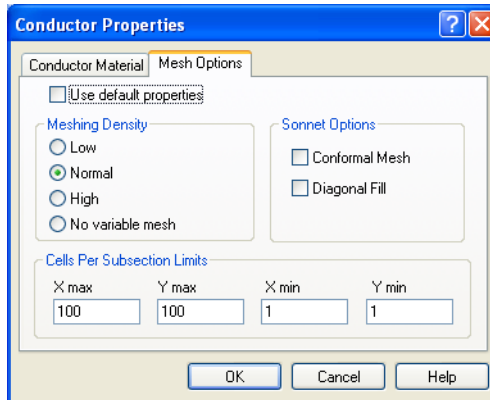 Conductor Properties
Conductor Material Mesh Options
Use default properties
Meshing Density Sonnet Options
Low
Conformal Mesh
Normal
Diagonal Fill
High
No variable mesh
Cells Per Subsection Limits
X max Y max X min Y min
100 100 1 1
OK Cancel Help